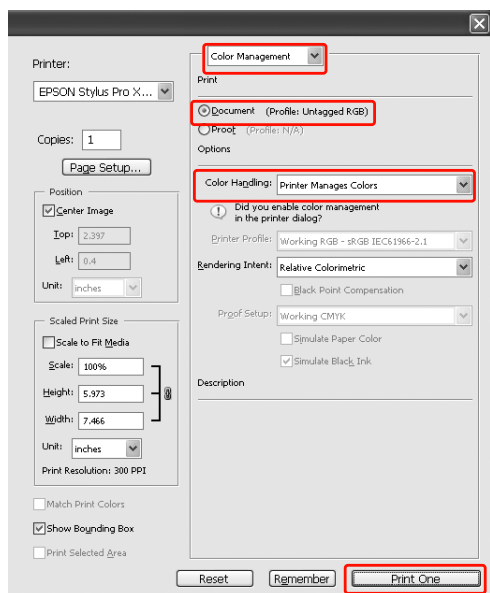 Printer:
EPSON Stylus Pro X...
Copies: 1
Page Setup...
Position
Center Image
Top: 2.397
Left: 0.4
Unit: inches
Scaled Print Size
Scale to Fit Media
Scale: 100%
Height: 5.973
Width: 7.466
Unit: inches
Print Resolution: 300 PPI
Match Print Colors
Show Bounding Box
Print Selected Area
Color Management
Print
Document (Profile: Untagged RGB)
Proof (Profile: N/A)
Options
Color Handling: Printer Manages Colors
Did you enable color management
in the printer dialog?
Printer Profile: Working RGB - sRGB IEC61966-2.1
Rendering Intent: Relative Colorimetric
Black Point Compensation
Proof Setup: Working CMYK
Simulate Paper Color
Simulate Black Ink
Description
Reset Remember Print One